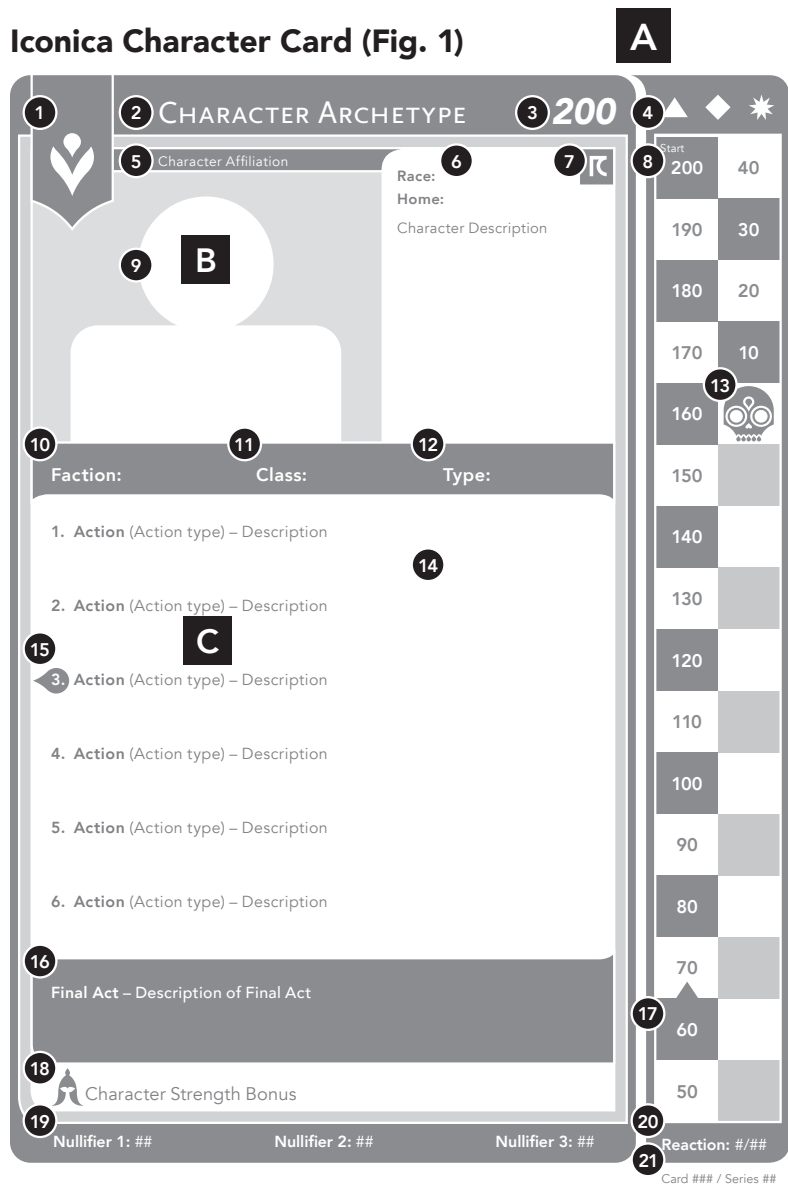 Iconica Character Card (Fig. 1)
A
1
2 Character Archetype
3 200
4
5 Character Affiliation
6
Race:
Home:
Character Description
7
8 Start
200 40
190 30
180 20
170 10
9
B
13
160
10 Faction:
11 Class:
12 Type:
150
140
130
120
110
100
90
80
70
60
50
1. Action (Action type) – Description
14
2. Action (Action type) – Description
C
15
3. Action (Action type) – Description
4. Action (Action type) – Description
5. Action (Action type) – Description
6. Action (Action type) – Description
16
Final Act – Description of Final Act
17
18
Character Strength Bonus
19
Nullifier 1: ## Nullifier 2: ## Nullifier 3: ##
20
Reaction: #/##
21
Card ### / Series ##